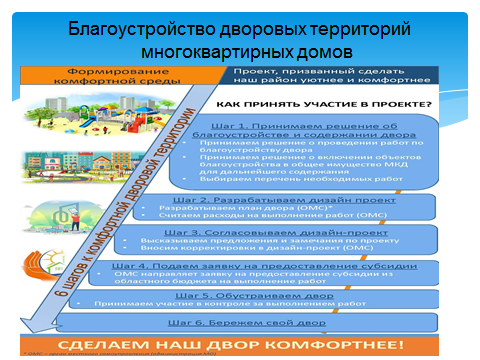 Благоустройство дворовых территорий
многоквартирных домов
Формирование
комфортной среды
Проект, призванный сделать
наш район уютнее и комфортнее
КАК ПРИНЯТЬ УЧАСТИЕ В ПРОЕКТЕ?
6 шагов к комфортной дворовой территории
Шаг 1. Принимаем решение об
благоустройстве и содержании двора
• Принимаем решение о проведении работ по
благоустройству двора
• Принимаем решение о включении объектов
благоустройства в общее имущество МКД
для дальнейшего содержания
• Выбираем перечень необходимых работ
Шаг 2. Разрабатываем дизайн проект
• Разрабатываем план двора (ОМС)*
• Считаем расходы на выполнение работ (ОМС)
Шаг 3. Согласовываем дизайн-проект
• Высказываем предложения и замечания по проекту
• Вносим корректировки в дизайн-проект (ОМС)
Шаг 4. Подаем заявку на предоставление субсидии
• ОМС направляет заявку на предоставление субсидии из
областного бюджета на выполнение работ
Шаг 5. Обустраиваем двор
• Принимаем участие в контроле за выполнением работ
Шаг 6. Бережем свой двор
СДЕЛАЕМ НАШ ДВОР КОМФОРТНЕЕ!